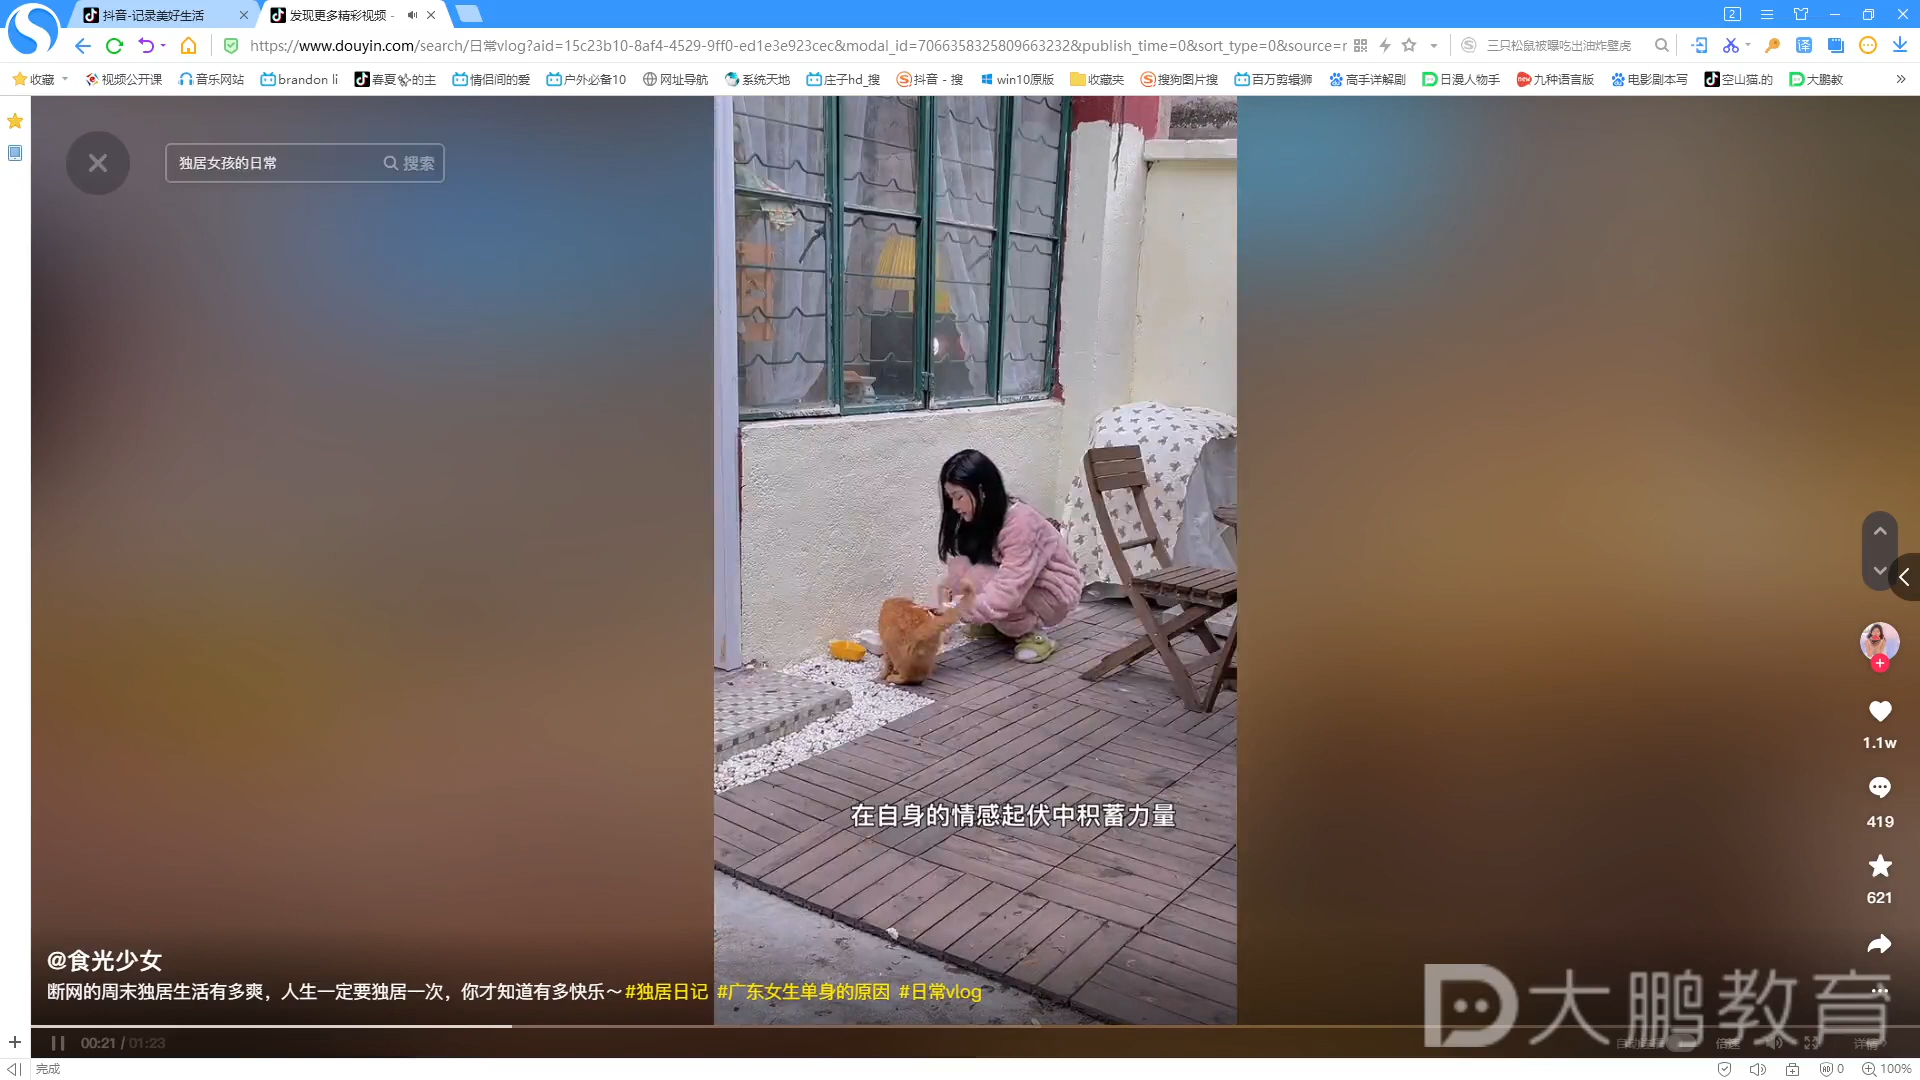 抖音-记录美好生活
发现更多精彩视频 -
2
https://www.douyin.com/search/日常vlog?aid=15c23b10-8af4-4529-9ff0-ed1e3e923cec&modal_id=7066358325809663232&publish_time=0&sort_type=0&source=r
三只松鼠被曝吃出油炸壁虎
收藏
视频公开课
音乐网站
brandon li
春夏的主
情侣间的爱
户外必备10
网址导航
系统天地
庄子hd_搜
抖音 - 搜
win10原版
收藏夹
搜狗图片搜
百万剪辑狮
高手详解剧
日漫人物手
九种语言版
电影剧本写
空山猫.的
大鹏教
独居女孩的日常
搜索
1.1w
419
621
在自身的情感起伏中积蓄力量
@食光少女
断网的周末独居生活有多爽，人生一定要独居一次，你才知道有多快乐～#独居日记 #广东女生单身的原因 #日常vlog
大鹏教育
00:21 / 01:23
倍速
详情
完成
0
100%